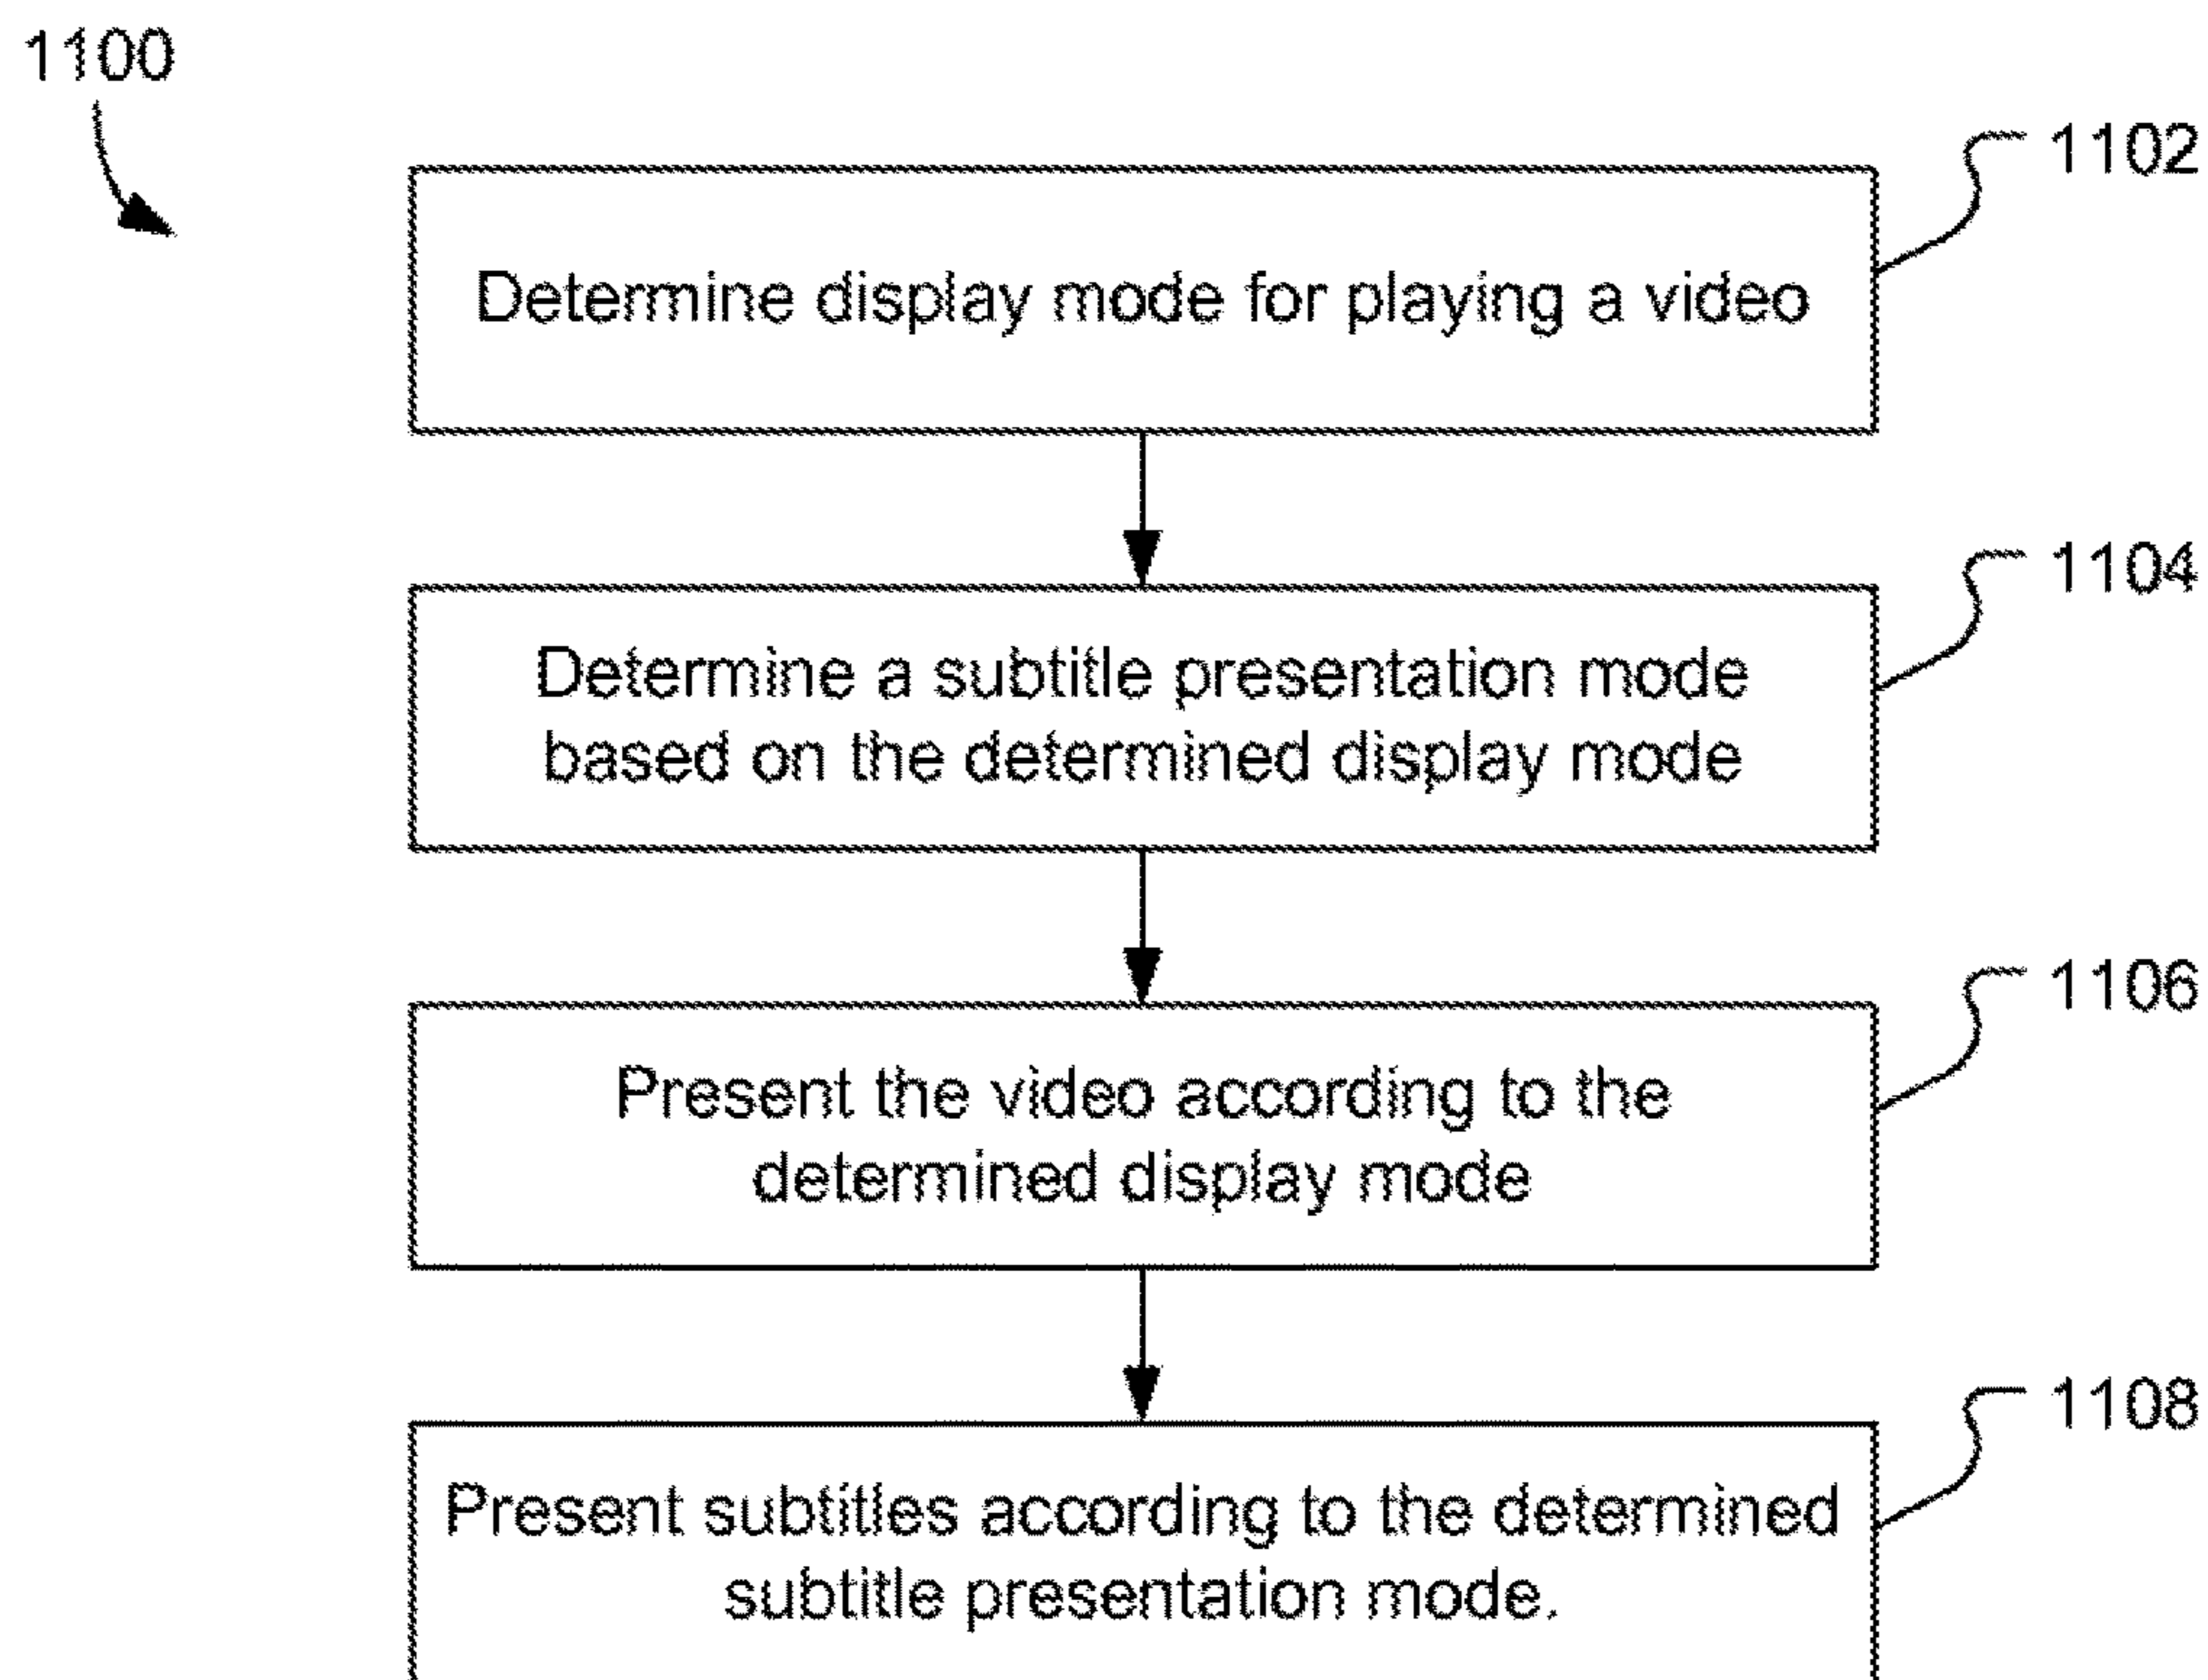 1100
1102
Determine display mode for playing a video
1104
Determine a subtitle presentation mode
based on the determined display mode
1106
Present the video according to the
determined display mode
1108
Present subtitles according to the determined
subtitle presentation mode.